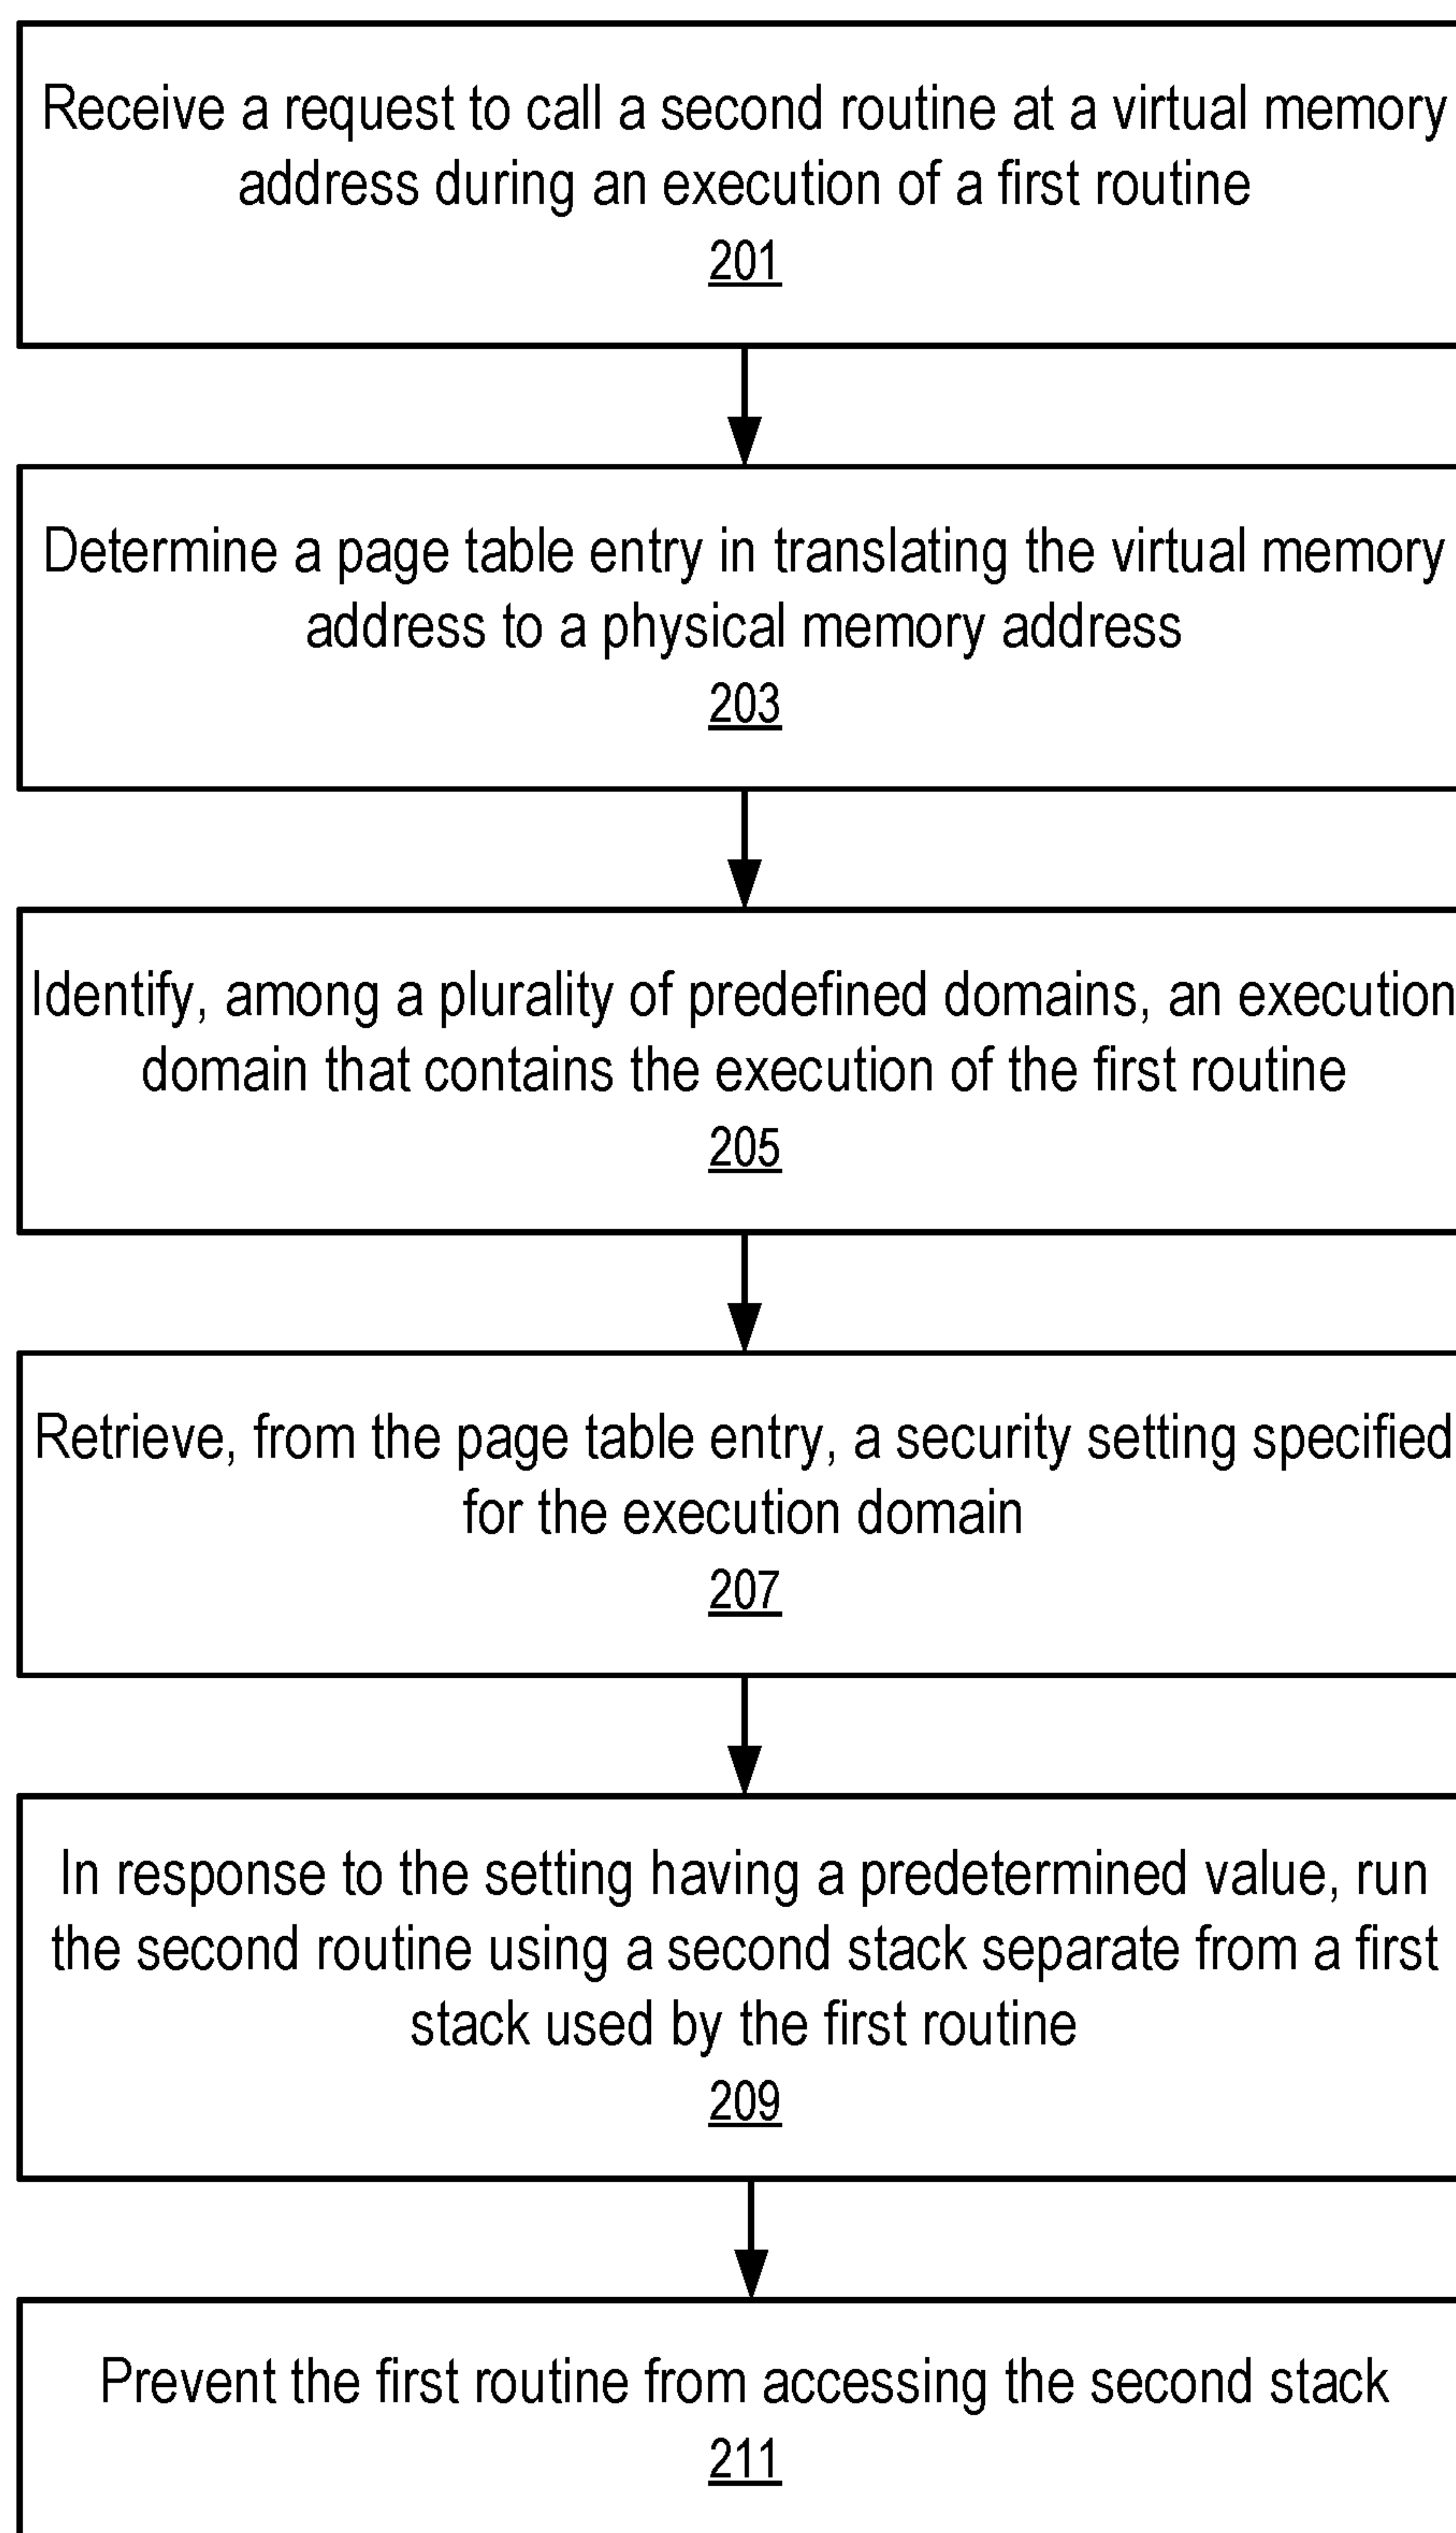 Receive a request to call a second routine at a virtual memory
address during an execution of a first routine
201
Determine a page table entry in translating the virtual memory
address to a physical memory address
203
Identify, among a plurality of predefined domains, an execution
domain that contains the execution of the first routine
205
Retrieve, from the page table entry, a security setting specified
for the execution domain
207
In response to the setting having a predetermined value, run
the second routine using a second stack separate from a first
stack used by the first routine
209
Prevent the first routine from accessing the second stack
211